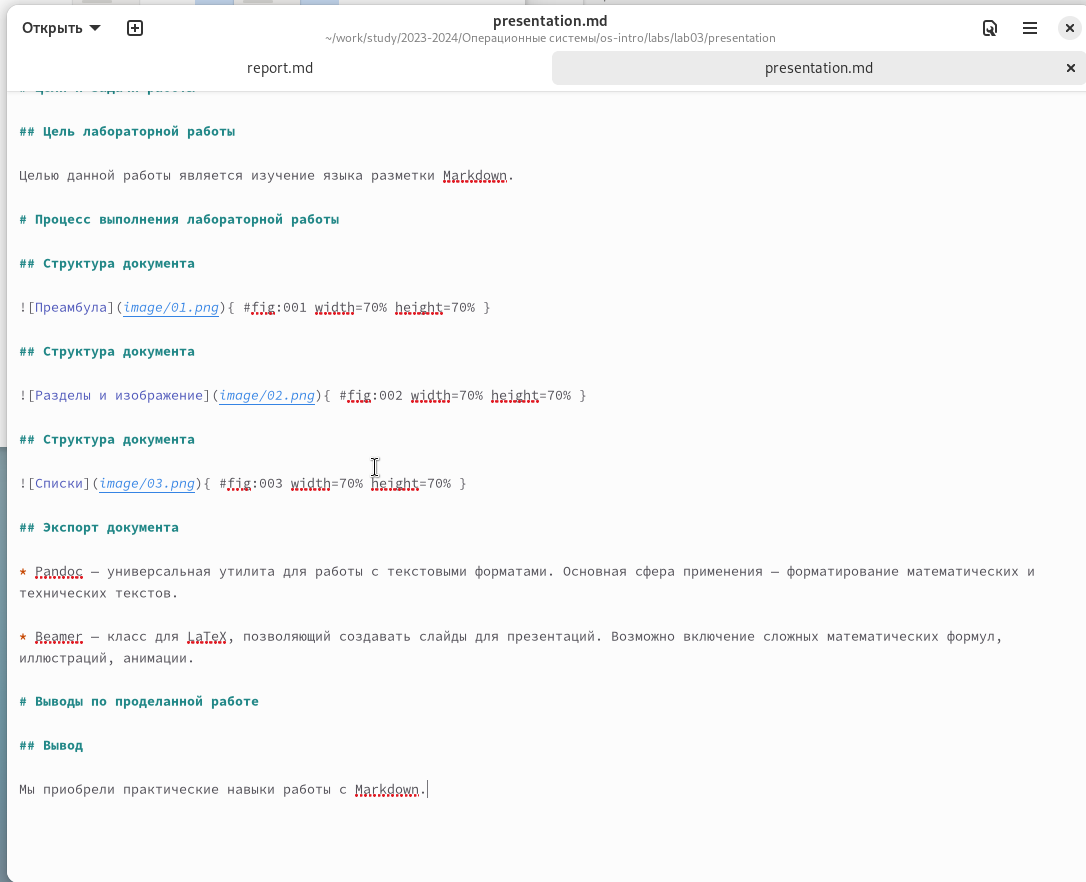 Открыть
presentation.md
~/work/study/2023-2024/Операционные системы/os-intro/labs/lab03/presentation
report.md
presentation.md
## Цель лабораторной работы
Целью данной работы является изучение языка разметки Markdown.
# Процесс выполнения лабораторной работы
## Структура документа
![Преамбула](image/01.png){ #fig:001 width=70% height=70% }
## Структура документа
![Разделы и изображение](image/02.png){ #fig:002 width=70% height=70% }
## Структура документа
![Списки](image/03.png){ #fig:003 width=70% height=70% }
## Экспорт документа
* Pandoc — универсальная утилита для работы с текстовыми форматами. Основная сфера применения — форматирование математических и
технических текстов.
* Beamer — класс для LaTeX, позволяющий создавать слайды для презентаций. Возможно включение сложных математических формул,
иллюстраций, анимации.
# Выводы по проделанной работе
## Вывод
Мы приобрели практические навыки работы с Markdown.